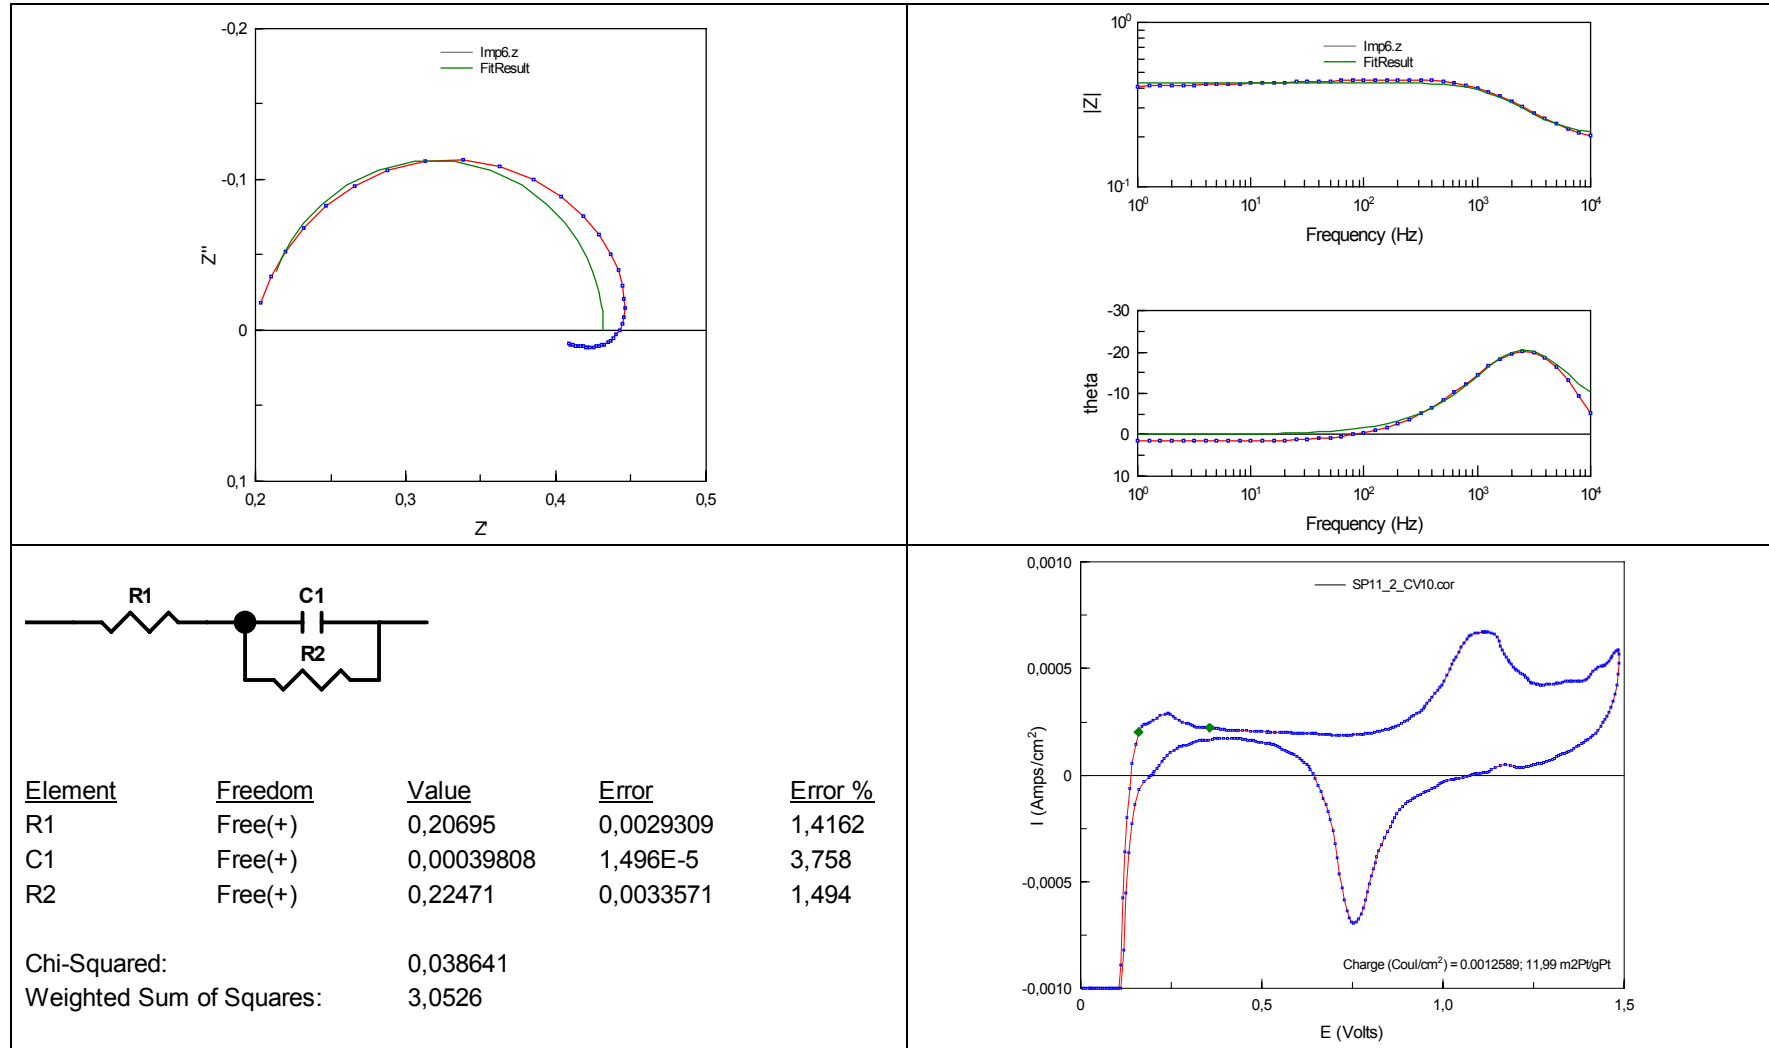 -0,2
Imp6.z
FitResult
-0,1
Z''
0
0,1
0,2 0,3 0,4 0,5
Z'
10⁰
Imp6.z
FitResult
|Z|
10⁻¹
10⁰ 10¹ 10² 10³ 10⁴
Frequency (Hz)
-30
-20
-10
theta
0
10
10⁰ 10¹ 10² 10³ 10⁴
Frequency (Hz)
R1 C1
R2
Element Freedom Value Error Error %
R1 Free(+) 0,20695 0,0029309 1,4162
C1 Free(+) 0,00039808 1,496E-5 3,758
R2 Free(+) 0,22471 0,0033571 1,494
Chi-Squared: 0,038641
Weighted Sum of Squares: 3,0526
0,0010
SP11_2_CV10.cor
0,0005
I (Amps/cm²)
0
-0,0005
Charge (Coul/cm²) = 0.0012589; 11,99 m2Pt/gPt
-0,0010
0 0,5 1,0 1,5
E (Volts)